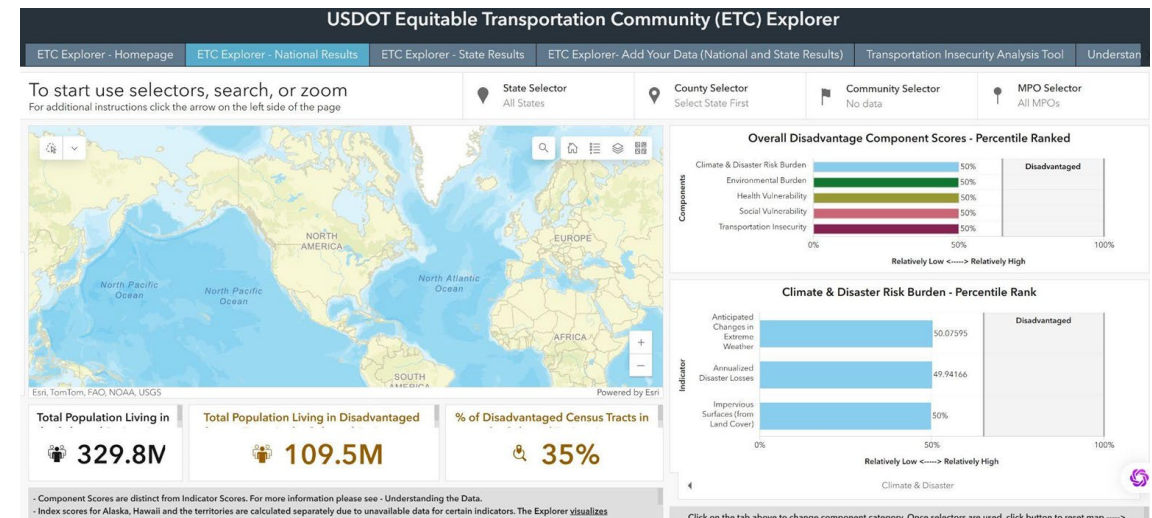 USDOT Equitable Transportation Community (ETC) Explorer
ETC Explorer - Homepage
ETC Explorer - National Results
ETC Explorer - State Results
ETC Explorer- Add Your Data (National and State Results)
Transportation Insecurity Analysis Tool
Understan
To start use selectors, search, or zoom
For additional instructions click the arrow on the left side of the page
State Selector
All States
County Selector
Select State First
Community Selector
No data
MPO Selector
All MPOs
NORTH
AMERICA
EUROPE
North Pacific
Ocean
North Pacific
Ocean
North Atlantic
Ocean
AFRICA
SOUTH
AMERICA
+
−
Esri, TomTom, FAO, NOAA, USGS
Powered by Esri
Overall Disadvantage Component Scores - Percentile Ranked
Components
Climate & Disaster Risk Burden
Environmental Burden
Health Vulnerability
Social Vulnerability
Transportation Insecurity
50%
50%
50%
50%
50%
Disadvantaged
0%
50%
100%
Relatively Low <-----> Relatively High
Climate & Disaster Risk Burden - Percentile Rank
Indicator
Anticipated
Changes in
Extreme
Weather
50.07595
Annualized
Disaster Losses
49.94166
Impervious
Surfaces (from
Land Cover)
50%
Disadvantaged
0%
50%
100%
Relatively Low <-----> Relatively High
Climate & Disaster
Total Population Living in
329.8M
Total Population Living in Disadvantaged
109.5M
% of Disadvantaged Census Tracts in
35%
- Component Scores are distinct from Indicator Scores. For more information please see - Understanding the Data.
- Index scores for Alaska, Hawaii and the territories are calculated separately due to unavailable data for certain indicators. The Explorer visualizes
Click on the tab above to change component category. Once selectors are used, click button to reset map ----->